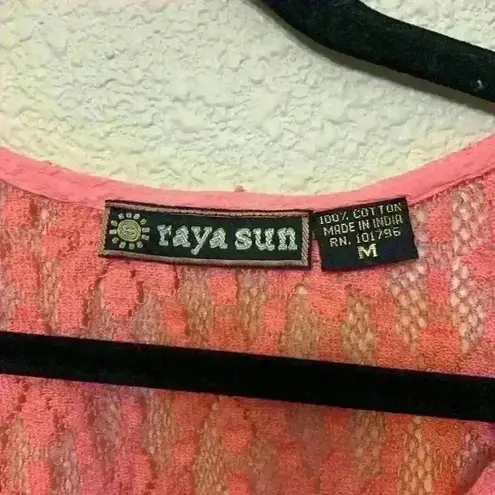 raya sun
100% COTTON
MADE IN INDIA
RN. 101796
M